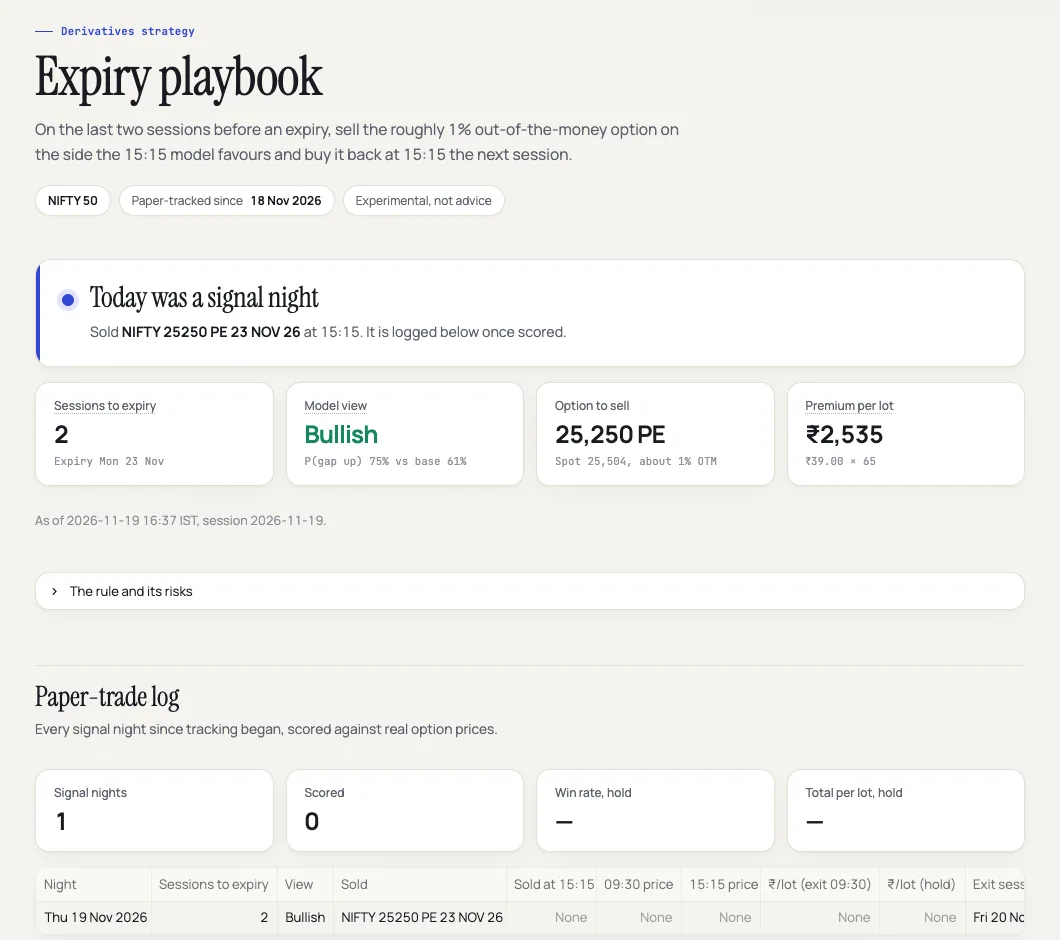 Derivatives strategy
Expiry playbook
On the last two sessions before an expiry, sell the roughly 1% out-of-the-money option on
the side the 15:15 model favours and buy it back at 15:15 the next session.
NIFTY 50 Paper-tracked since 18 Nov 2026 Experimental, not advice
Today was a signal night
Sold NIFTY 25250 PE 23 NOV 26 at 15:15. It is logged below once scored.
Sessions to expiry Model view Option to sell Premium per lot
2 Bullish 25,250 PE ₹2,535
Expiry Mon 23 Nov P(gap up) 75% vs base 61% Spot 25,504, about 1% OTM ₹39.00 × 65
As of 2026-11-19 16:37 IST, session 2026-11-19.
The rule and its risks
Paper-trade log
Every signal night since tracking began, scored against real option prices.
Signal nights Scored Win rate, hold Total per lot, hold
1 0 — —
Night Sessions to expiry View Sold Sold at 15:15 09:30 price 15:15 price ₹/lot (exit 09:30) ₹/lot (hold) Exit sess
Thu 19 Nov 2026 2 Bullish NIFTY 25250 PE 23 NOV 26 None None None None None Fri 20 No